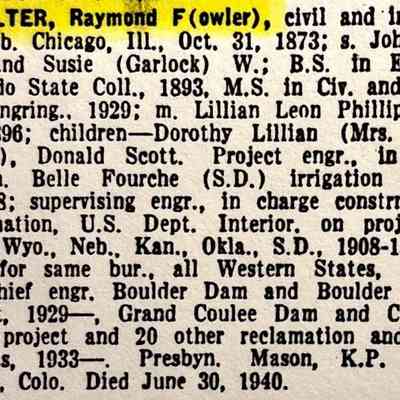 LTER, Raymond F(owler), civil and i
b. Chicago, Ill., Oct. 31, 1873; s. Joh
and Susie (Garlock) W.; B.S. in E
do State Coll., 1893, M.S. in Civ. and
ngring., 1929; m. Lillian Leon Phillip
96; children—Dorothy Lillian (Mrs.
), Donald Scott. Project engr., in
. Belle Fourche (S.D.) irrigation
8; supervising engr., in charge constrn
mation, U.S. Dept. Interior, on proj
Wyo., Neb., Kan., Okla., S.D., 1908-1
for same bur., all Western States,
hief engr. Boulder Dam and Boulder
t, 1929—, Grand Coulee Dam and C
project and 20 other reclamation and
s, 1933—. Presbyn. Mason, K.P.
, Colo. Died June 30, 1940.